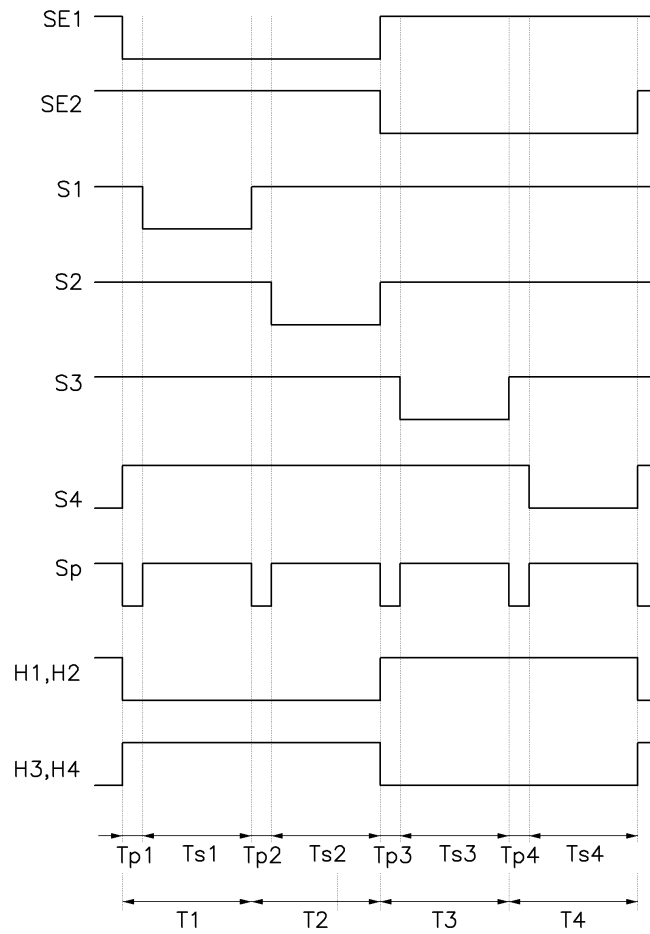 SE1
SE2
S1
S2
S3
S4
Sp
H1,H2
H3,H4
Tp1 Ts1 Tp2 Ts2 Tp3 Ts3 Tp4 Ts4
T1 T2 T3 T4